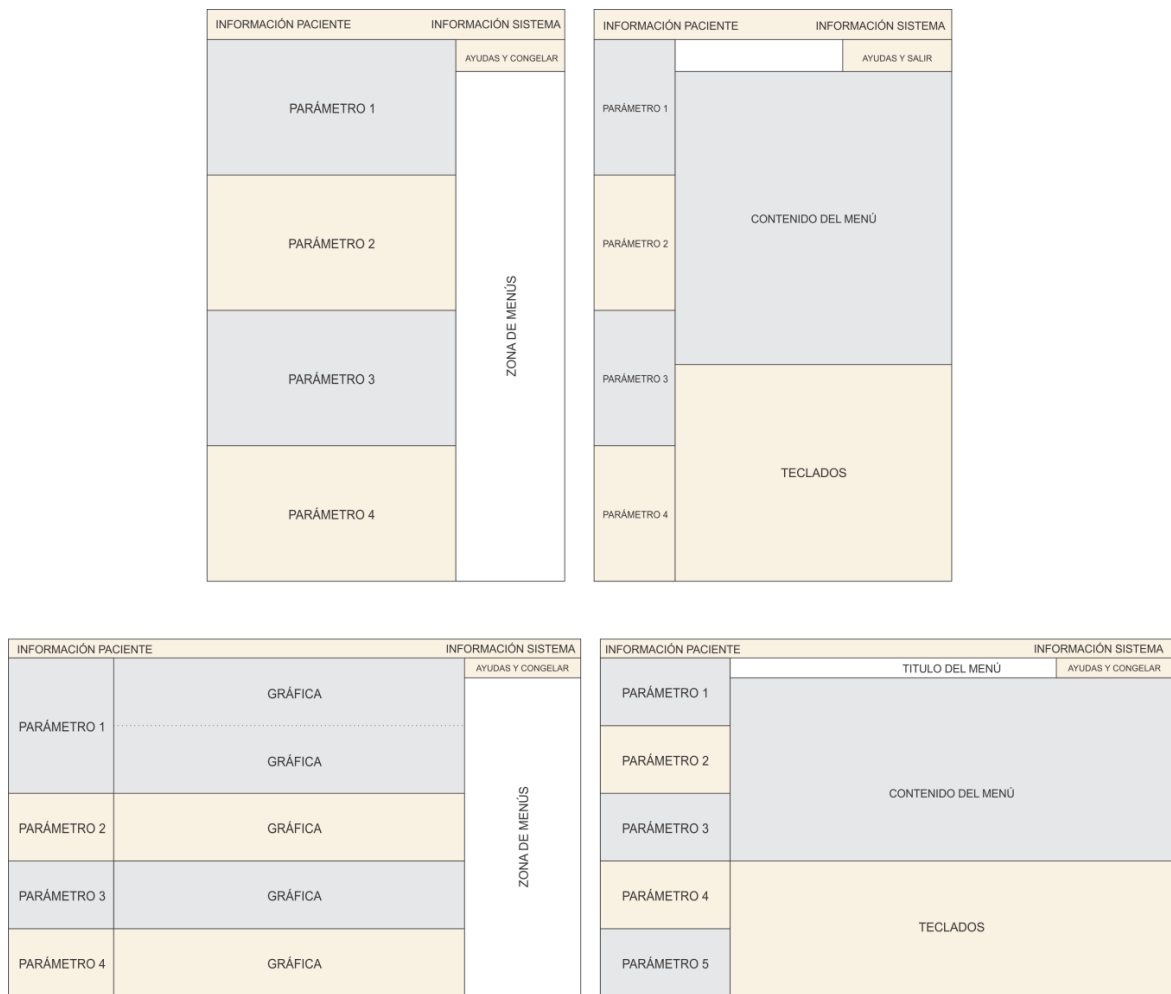 INFORMACIÓN PACIENTE INFORMACIÓN SISTEMA
AYUDAS Y CONGELAR
PARÁMETRO 1
PARÁMETRO 2
PARÁMETRO 3
PARÁMETRO 4
ZONA DE MENÚS
INFORMACIÓN PACIENTE INFORMACIÓN SISTEMA
AYUDAS Y SALIR
PARÁMETRO 1
PARÁMETRO 2
PARÁMETRO 3
PARÁMETRO 4
CONTENIDO DEL MENÚ
TECLADOS
INFORMACIÓN PACIENTE INFORMACIÓN SISTEMA
AYUDAS Y CONGELAR
PARÁMETRO 1
GRÁFICA
GRÁFICA
PARÁMETRO 2 GRÁFICA
PARÁMETRO 3 GRÁFICA
PARÁMETRO 4 GRÁFICA
ZONA DE MENÚS
INFORMACIÓN PACIENTE INFORMACIÓN SISTEMA
TITULO DEL MENÚ AYUDAS Y CONGELAR
PARÁMETRO 1
PARÁMETRO 2
PARÁMETRO 3
PARÁMETRO 4
PARÁMETRO 5
CONTENIDO DEL MENÚ
TECLADOS